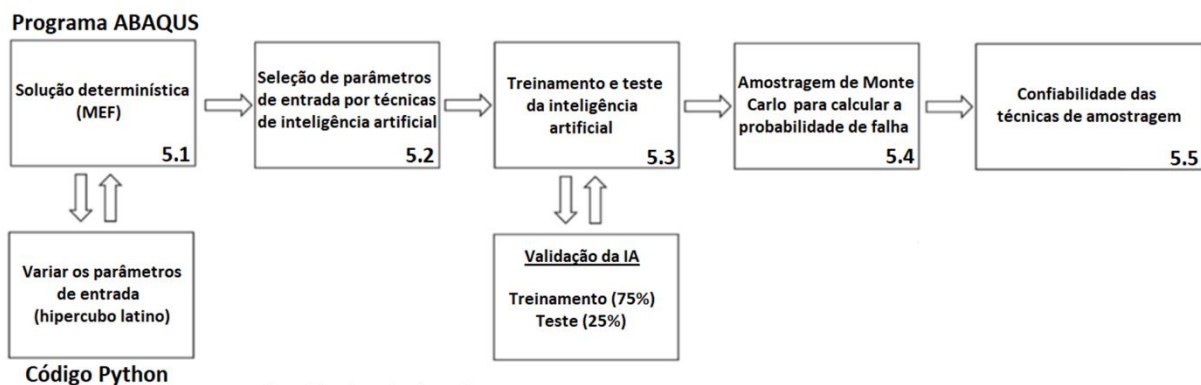 Programa ABAQUS
Solução determinística
(MEF)
5.1
Seleção de parâmetros
de entrada por técnicas
de inteligência artificial
5.2
Treinamento e teste
da inteligência
artificial
5.3
Amostragem de Monte
Carlo para calcular a
probabilidade de falha
5.4
Confiabilidade das
técnicas de amostragem
5.5
Variar os parâmetros
de entrada
(hipercubo latino)
Código Python
Validação da IA
Treinamento (75%)
Teste (25%)